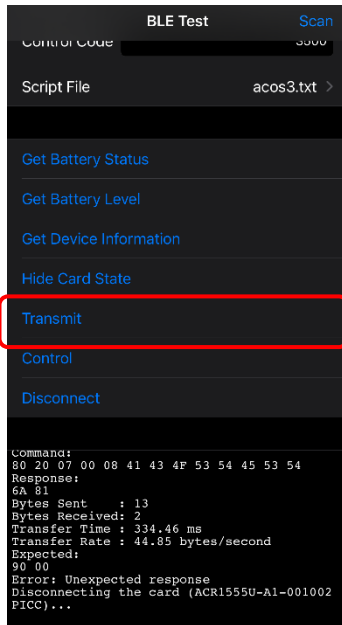 BLE Test
Scan
Control Code
3500
Script File
acos3.txt >
Get Battery Status
Get Battery Level
Get Device Information
Hide Card State
Transmit
Control
Disconnect
Command:
80 20 07 00 08 41 43 4F 53 54 45 53 54
Response:
6A 81
Bytes Sent    : 13
Bytes Received: 2
Transfer Time : 334.46 ms
Transfer Rate : 44.85 bytes/second
Expected:
90 00
Error: Unexpected response
Disconnecting the card (ACR1555U-A1-001002
PICC)...